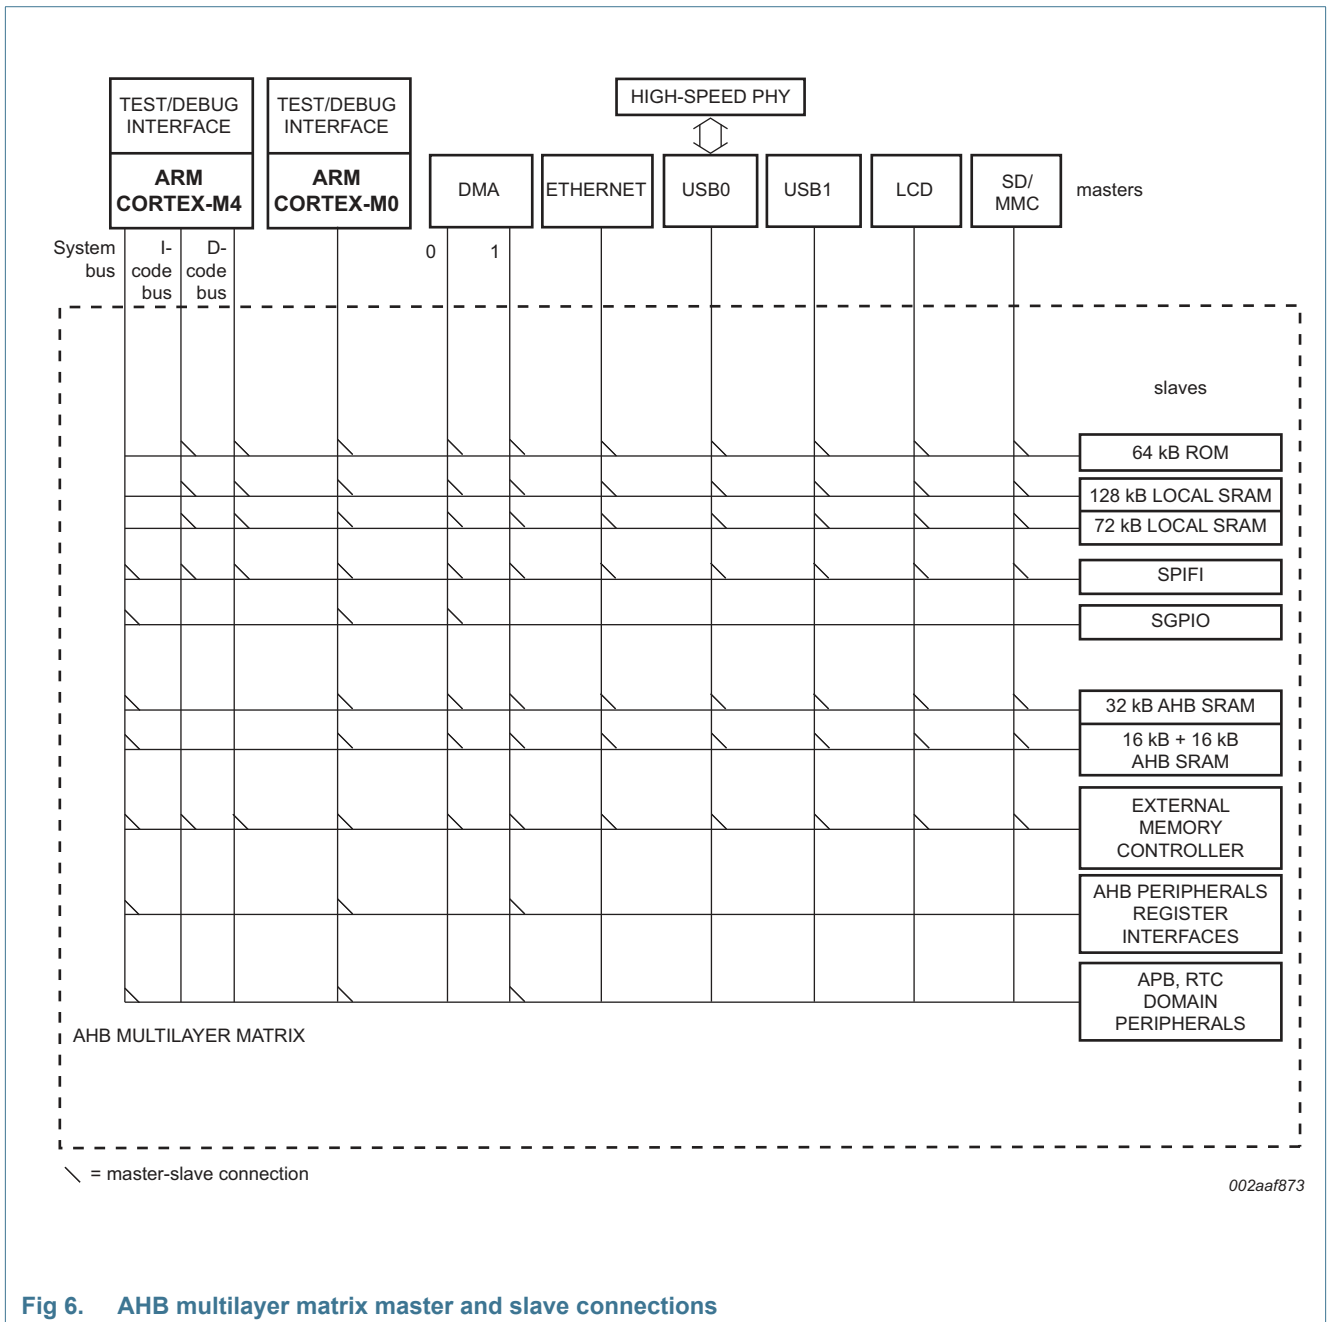 HIGH-SPEED PHY
TEST/DEBUG
INTERFACE
ARM
CORTEX-M4
TEST/DEBUG
INTERFACE
ARM
CORTEX-M0
DMA
ETHERNET
USB0
USB1
LCD
SD/
MMC
masters
System
bus
I-
code
bus
D-
code
bus
0
1
slaves
64 kB ROM
128 kB LOCAL SRAM
72 kB LOCAL SRAM
SPIFI
SGPIO
32 kB AHB SRAM
16 kB + 16 kB
AHB SRAM
EXTERNAL
MEMORY
CONTROLLER
AHB PERIPHERALS
REGISTER
INTERFACES
APB, RTC
DOMAIN
PERIPHERALS
AHB MULTILAYER MATRIX
= master-slave connection
002aaf873
Fig 6. AHB multilayer matrix master and slave connections